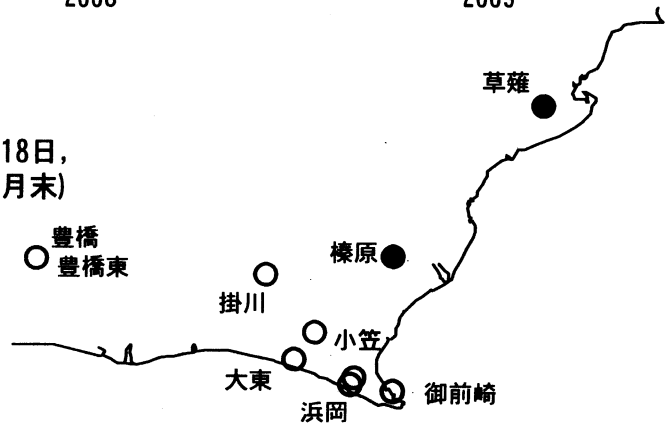 草薙
18日,
月末)
豊橋
豊橋東
榛原
掛川
小笠
大東
御前崎
浜岡